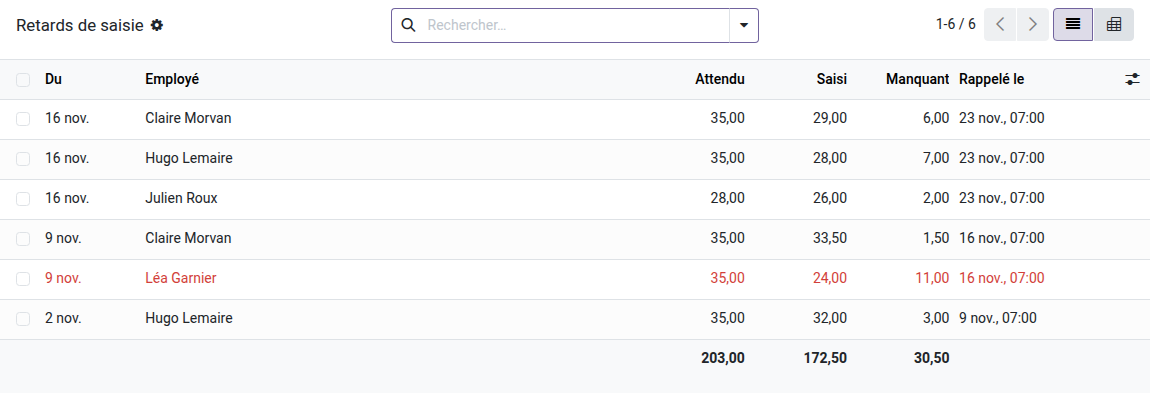 Retards de saisie
Rechercher...
1-6 / 6
Du Employé Attendu Saisi Manquant Rappelé le
16 nov. Claire Morvan 35,00 29,00 6,00 23 nov., 07:00
16 nov. Hugo Lemaire 35,00 28,00 7,00 23 nov., 07:00
16 nov. Julien Roux 28,00 26,00 2,00 23 nov., 07:00
9 nov. Claire Morvan 35,00 33,50 1,50 16 nov., 07:00
9 nov. Léa Garnier 35,00 24,00 11,00 16 nov., 07:00
2 nov. Hugo Lemaire 35,00 32,00 3,00 9 nov., 07:00
203,00 172,50 30,50